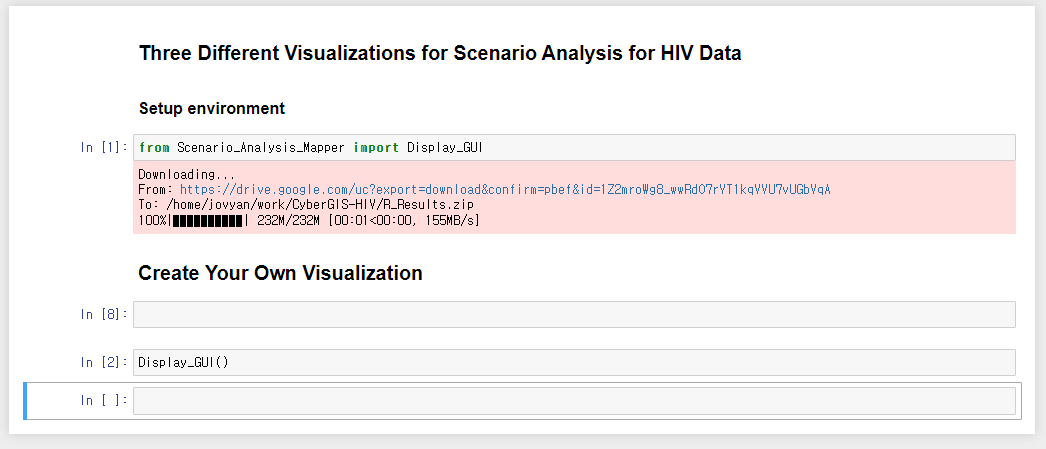 Three Different Visualizations for Scenario Analysis for HIV Data
Setup environment
In [1]: from Scenario_Analysis_Mapper import Display_GUI
Downloading...
From: https://drive.google.com/uc?export=download&confirm=pbef&id=1Z2mroWg8_wwRdO7rYT1kqVVU7vUGbVqA
To: /home/jovyan/work/CyberGIS-HIV/R_Results.zip
100%|██████████| 232M/232M [00:01<00:00, 155MB/s]
Create Your Own Visualization
In [8]:
In [2]: Display_GUI()
In [ ]: